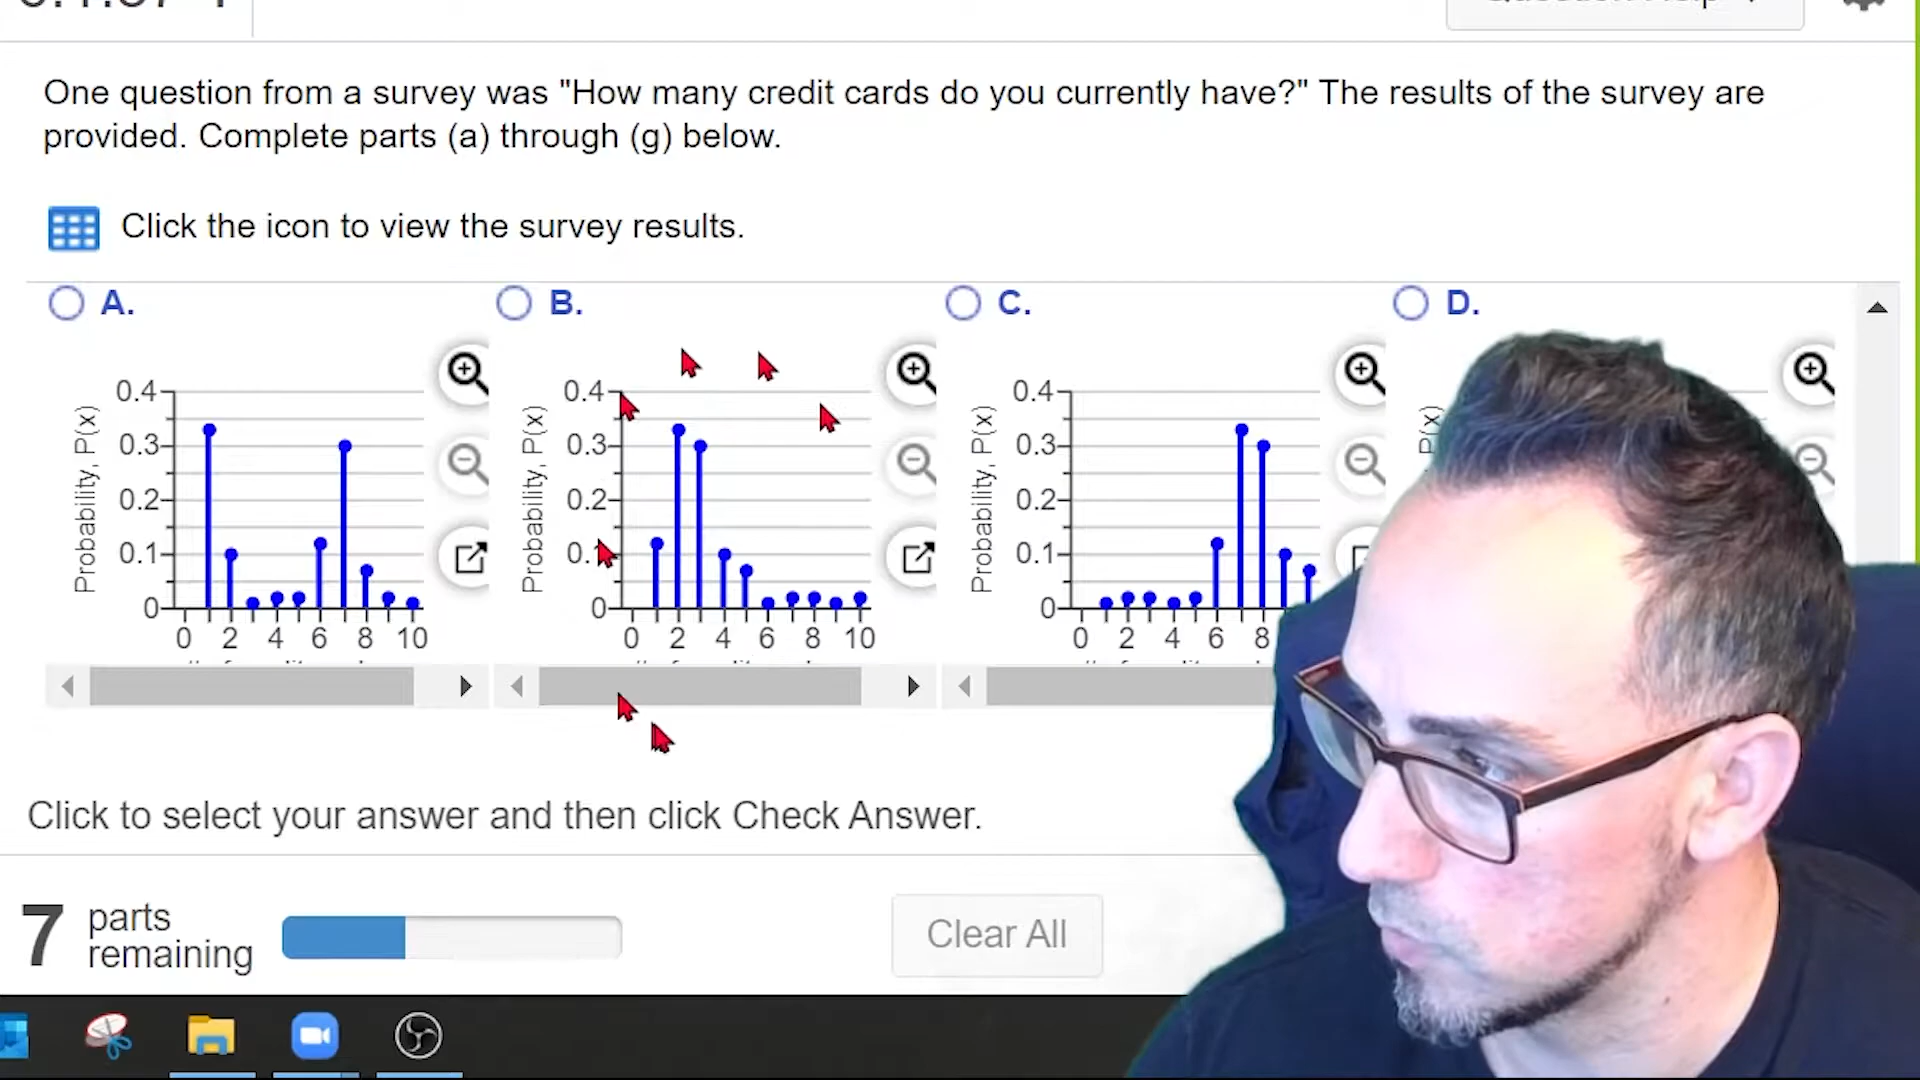 One question from a survey was "How many credit cards do you currently have?" The results of the survey are
provided. Complete parts (a) through (g) below.
Click the icon to view the survey results.
A.
B.
C.
D.
Probability, P(x)
0.4
0.3
0.2
0.1
0
0 2 4 6 8 10
Probability, P(x)
0.4
0.3
0.2
0
0 2 4 6 8 10
Probability, P(x)
0.4
0.3
0.2
0.1
0
0 2 4 6 8
P(x)
Click to select your answer and then click Check Answer.
7 parts
remaining
Clear All